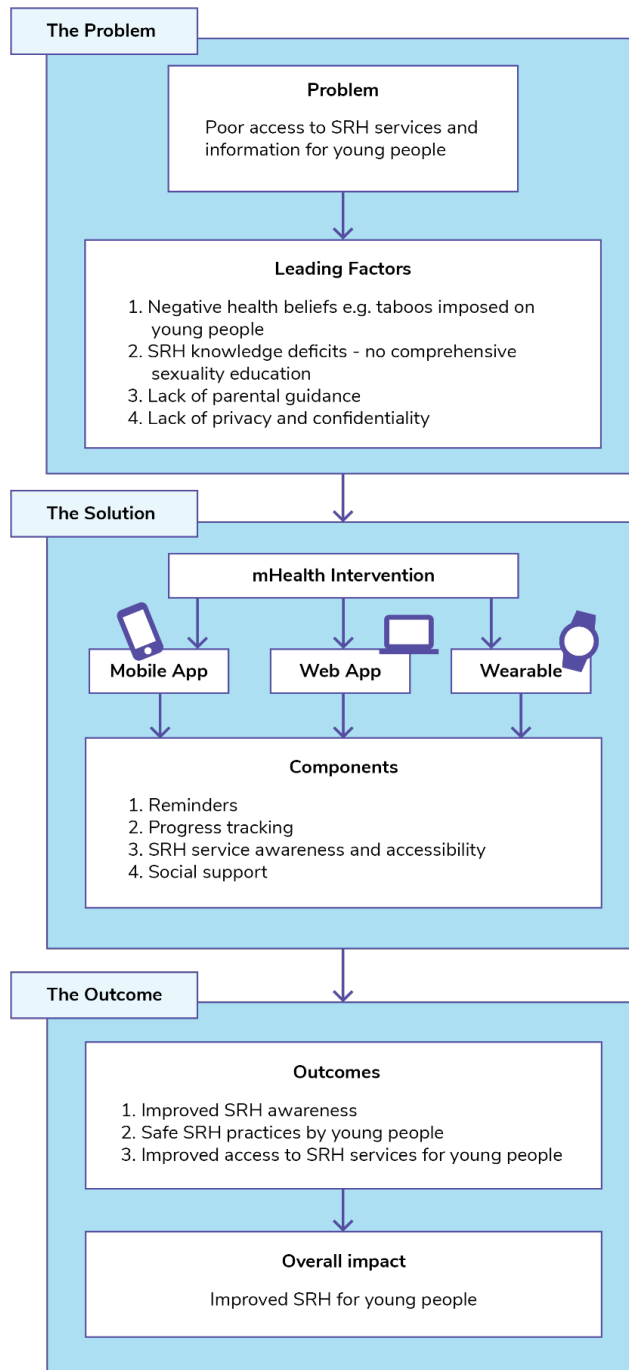 The Problem
Problem
Poor access to SRH services and
information for young people
Leading Factors
1. Negative health beliefs e.g. taboos imposed on
young people
2. SRH knowledge deficits - no comprehensive
sexuality education
3. Lack of parental guidance
4. Lack of privacy and confidentiality
The Solution
mHealth Intervention
Mobile App
Web App
Wearable
Components
1. Reminders
2. Progress tracking
3. SRH service awareness and accessibility
4. Social support
The Outcome
Outcomes
1. Improved SRH awareness
2. Safe SRH practices by young people
3. Improved access to SRH services for young people
Overall impact
Improved SRH for young people